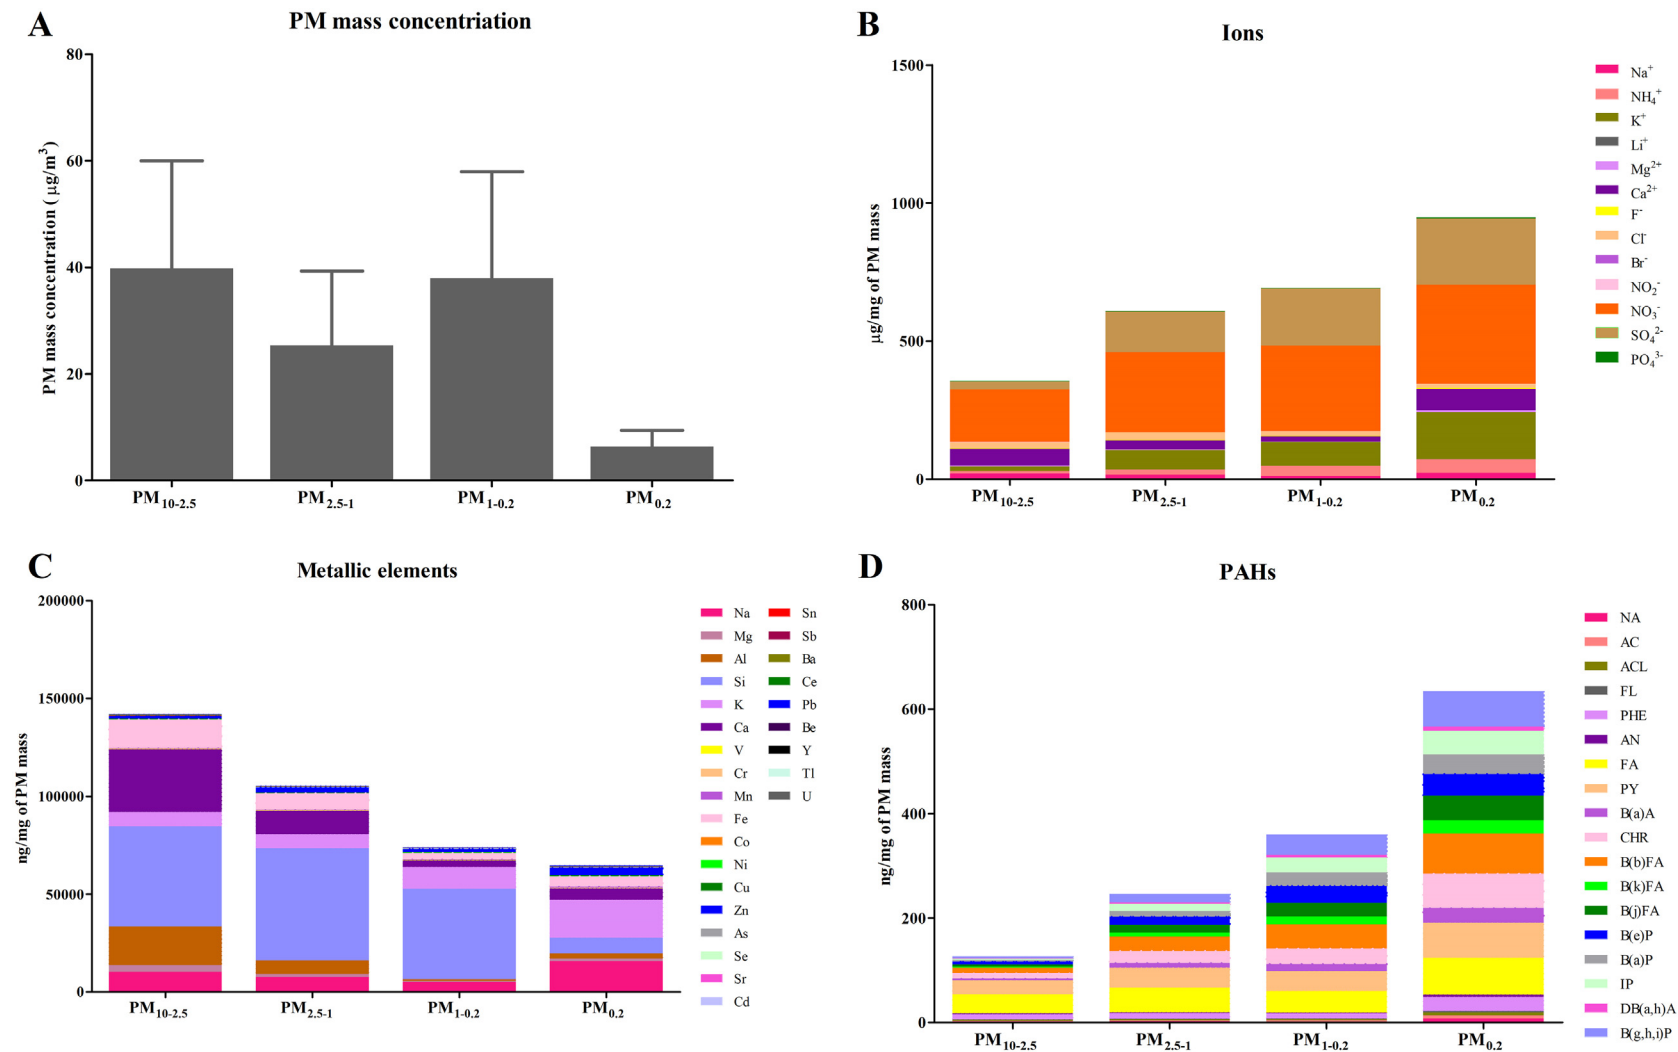 A
PM mass concentriation
PM mass concentration ( μg/m³)
80
60
40
20
0
PM10-2.5
PM2.5-1
PM1-0.2
PM0.2
B
Ions
μg/mg of PM mass
1500
1000
500
0
PM10-2.5
PM2.5-1
PM1-0.2
PM0.2
Na+
NH4+
K+
Li+
Mg2+
Ca2+
F-
Cl-
Br-
NO2-
NO3-
SO42-
PO43-
C
Metallic elements
ng/mg of PM mass
200000
150000
100000
50000
0
PM10-2.5
PM2.5-1
PM1-0.2
PM0.2
Na
Mg
Al
Si
K
Ca
V
Cr
Mn
Fe
Co
Ni
Cu
Zn
As
Se
Sr
Cd
Sn
Sb
Ba
Ce
Pb
Be
Y
Tl
U
D
PAHs
ng/mg of PM mass
800
600
400
200
0
PM10-2.5
PM2.5-1
PM1-0.2
PM0.2
NA
AC
ACL
FL
PHE
AN
FA
PY
B(a)A
CHR
B(b)FA
B(k)FA
B(j)FA
B(e)P
B(a)P
IP
DB(a,h)A
B(g,h,i)P